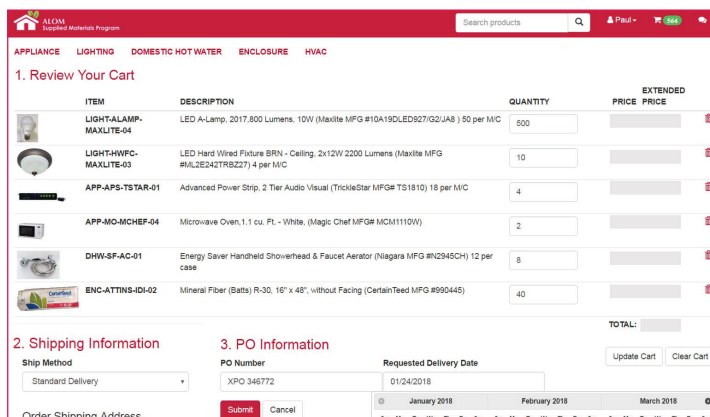 ALOM
Supplied Materials Program
Search products
Paul
564
APPLIANCE LIGHTING DOMESTIC HOT WATER ENCLOSURE HVAC
1. Review Your Cart
ITEM DESCRIPTION QUANTITY PRICE EXTENDED PRICE
LIGHT-ALAMP-
MAXLITE-04
LED A-Lamp, 2017,800 Lumens, 10W (Maxlite MFG #10A19DLED927/G2/JA8 ) 50 per M/C
500
LIGHT-HWFC-
MAXLITE-03
LED Hard Wired Fixture BRN - Ceiling, 2x12W 2200 Lumens (Maxlite MFG
#ML2E242TRBZ27) 4 per M/C
10
APP-APS-TSTAR-01
Advanced Power Strip, 2 Tier Audio Visual (TrickleStar MFG# TS1810) 18 per M/C
4
APP-MO-MCHEF-04
Microwave Oven,1.1 cu. Ft. - White, (Magic Chef MFG# MCM1110W)
2
DHW-SF-AC-01
Energy Saver Handheld Showerhead & Faucet Aerator (Niagara MFG #N2945CH) 12 per
case
8
CertainTeed
ENC-ATTINS-IDI-02
Mineral Fiber (Batts) R-30, 16" x 48", without Facing (CertainTeed MFG #990445)
40
TOTAL:
Update Cart Clear Cart
2. Shipping Information
Ship Method
Standard Delivery
Order Shipping Address
3. PO Information
PO Number Requested Delivery Date
XPO 346772 01/24/2018
Submit Cancel
January 2018 February 2018 March 2018